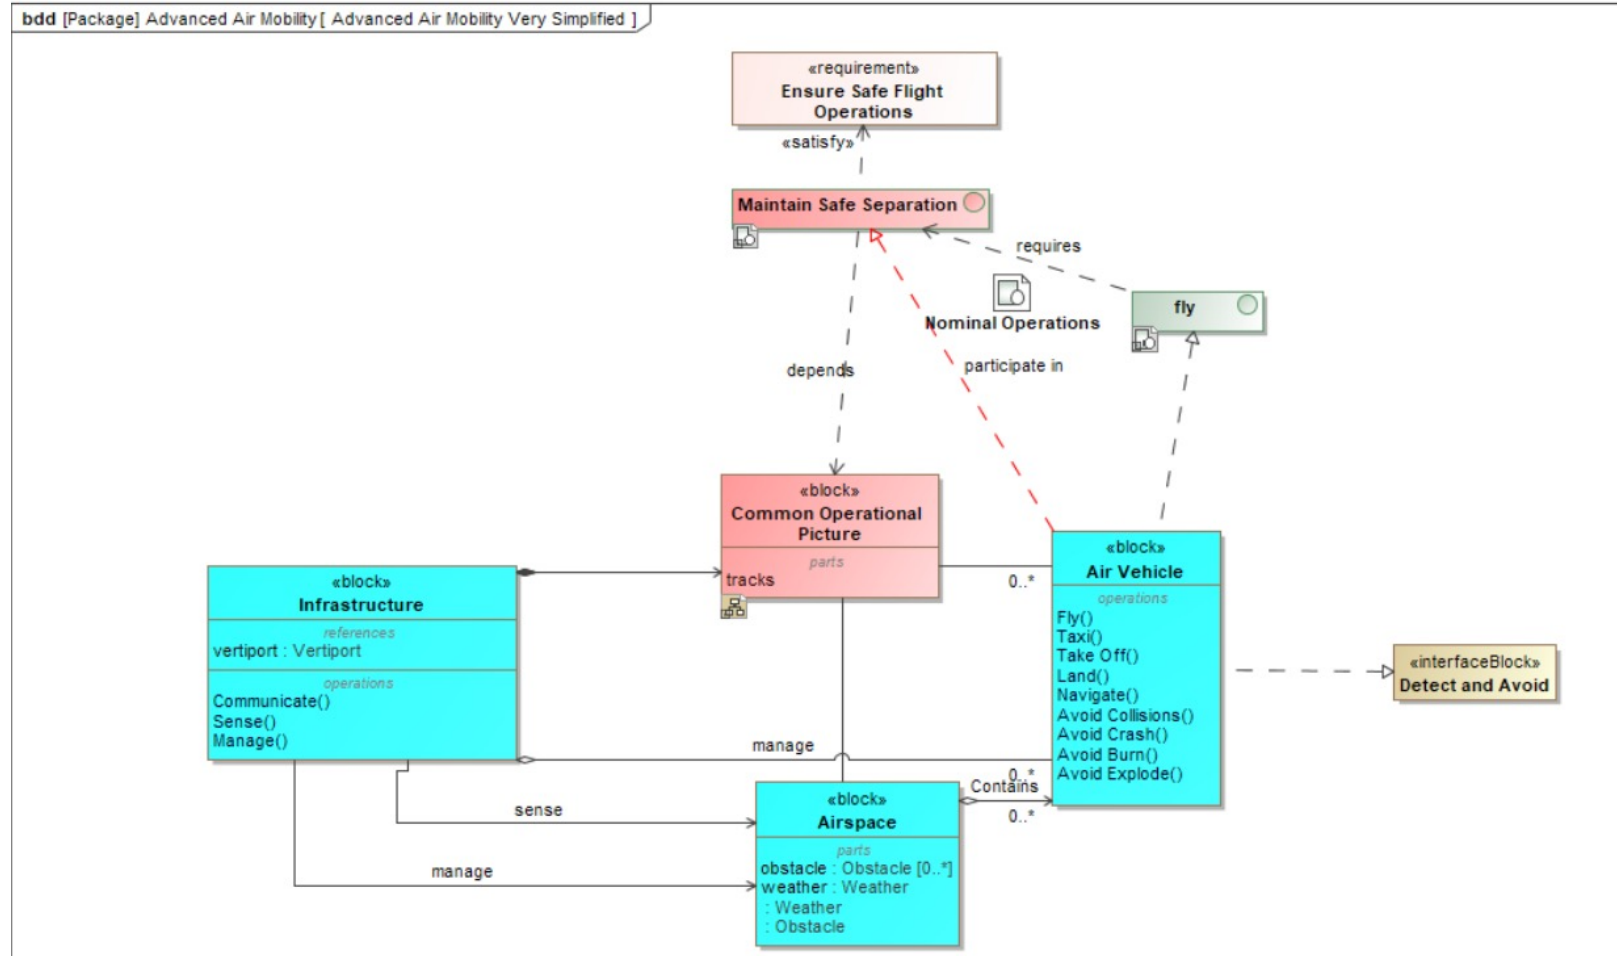 bdd [Package] Advanced Air Mobility [ Advanced Air Mobility Very Simplified ]
«requirement»
Ensure Safe Flight
Operations
«satisfy»
Maintain Safe Separation
requires
fly
Nominal Operations
participate in
depends
«block»
Common Operational
Picture
parts
tracks
«block»
Air Vehicle
operations
Fly()
Taxi()
Take Off()
Land()
Navigate()
Avoid Collisions()
Avoid Crash()
Avoid Burn()
Avoid Explode()
0..*
«block»
Infrastructure
references
vertiport : Vertiport
operations
Communicate()
Sense()
Manage()
«interfaceBlock»
Detect and Avoid
manage
0..*
Contains
0..*
sense
manage
«block»
Airspace
parts
obstacle : Obstacle [0..*]
weather : Weather
: Weather
: Obstacle